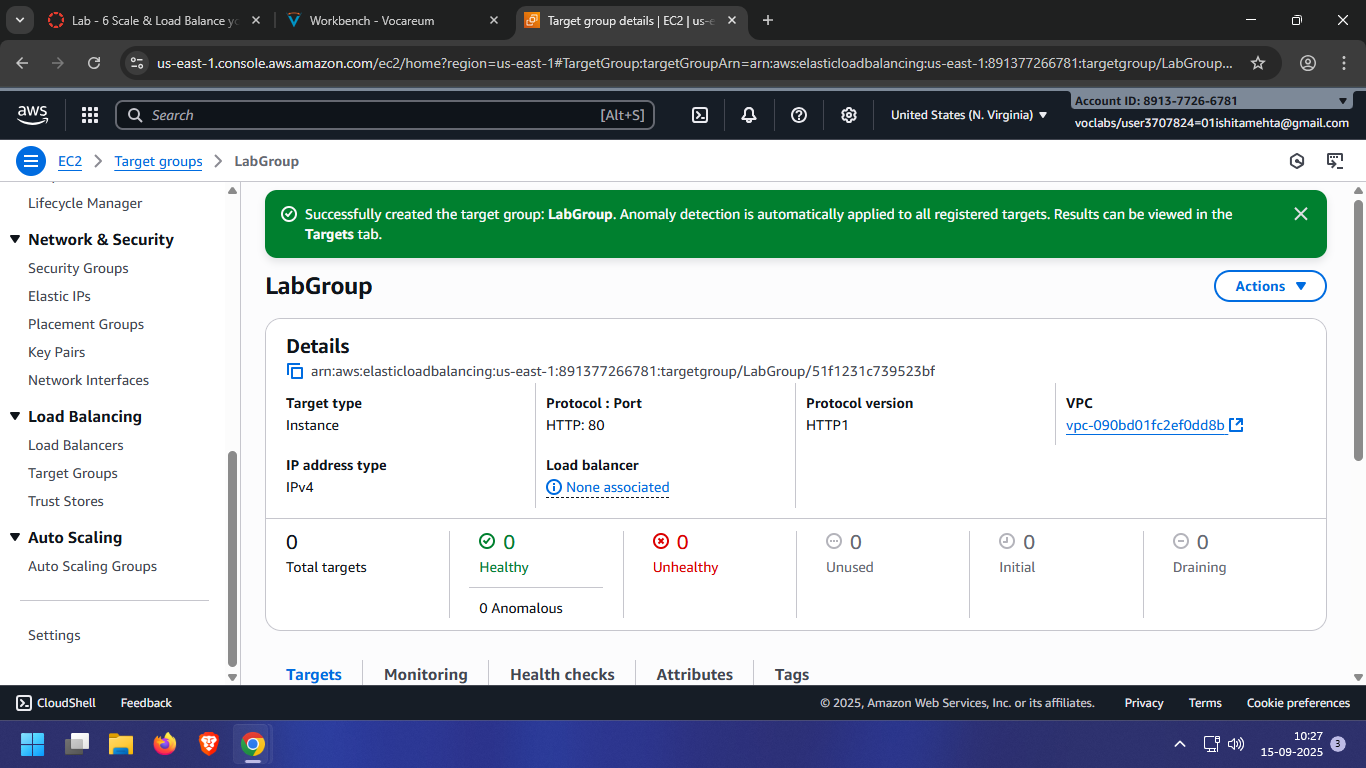 Lab - 6 Scale & Load Balance yo
Workbench - Vocareum
Target group details | EC2 | us-e
us-east-1.console.aws.amazon.com/ec2/home?region=us-east-1#TargetGroup:targetGroupArn=arn:aws:elasticloadbalancing:us-east-1:891377266781:targetgroup/LabGroup...
aws
Search
[Alt+S]
United States (N. Virginia)
Account ID: 8913-7726-6781
voclabs/user3707824=01ishitamehta@gmail.com
EC2
Target groups
LabGroup
Lifecycle Manager
Network & Security
Security Groups
Elastic IPs
Placement Groups
Key Pairs
Network Interfaces
Load Balancing
Load Balancers
Target Groups
Trust Stores
Auto Scaling
Auto Scaling Groups
Settings
Successfully created the target group: LabGroup. Anomaly detection is automatically applied to all registered targets. Results can be viewed in the
Targets tab.
LabGroup
Actions
Details
arn:aws:elasticloadbalancing:us-east-1:891377266781:targetgroup/LabGroup/51f1231c739523bf
Target type
Instance
Protocol : Port
HTTP: 80
Protocol version
HTTP1
VPC
vpc-090bd01fc2ef0dd8b
IP address type
IPv4
Load balancer
None associated
0
Total targets
0
Healthy
0 Anomalous
0
Unhealthy
0
Unused
0
Initial
0
Draining
Targets
Monitoring
Health checks
Attributes
Tags
CloudShell
Feedback
© 2025, Amazon Web Services, Inc. or its affiliates.
Privacy
Terms
Cookie preferences
10:27
15-09-2025
3